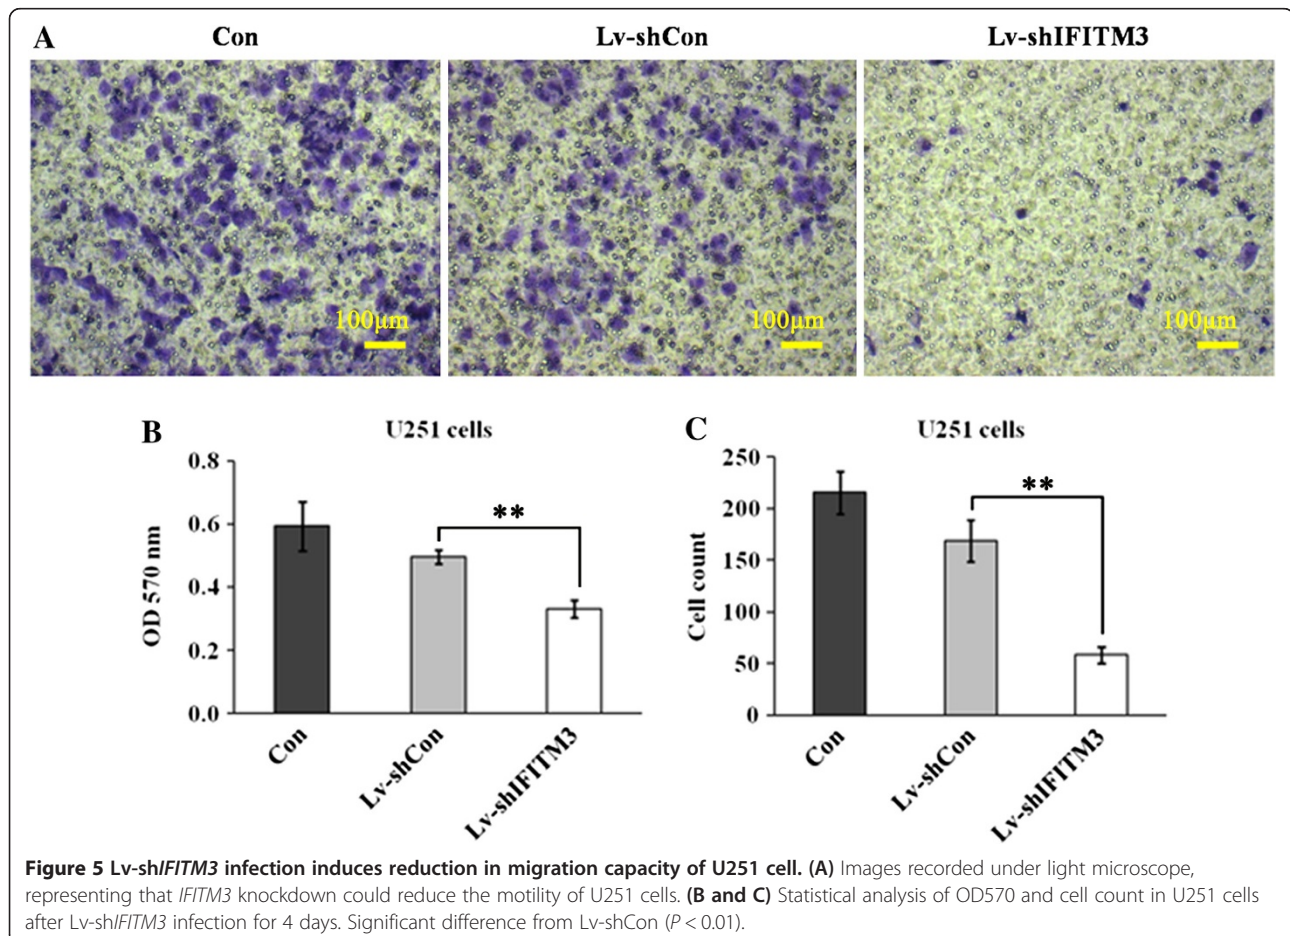 A
Con
Lv-shCon
Lv-shIFITM3
100µm
100µm
100µm
B
U251 cells
OD 570 nm
0.8
0.6
0.4
0.2
0.0
**
Con
Lv-shCon
Lv-shIFITM3
C
U251 cells
Cell count
250
200
150
100
50
0
**
Con
Lv-shCon
Lv-shIFITM3
Figure 5 Lv-shIFITM3 infection induces reduction in migration capacity of U251 cell. (A) Images recorded under light microscope,
representing that IFITM3 knockdown could reduce the motility of U251 cells. (B and C) Statistical analysis of OD570 and cell count in U251 cells
after Lv-shIFITM3 infection for 4 days. Significant difference from Lv-shCon (P < 0.01).